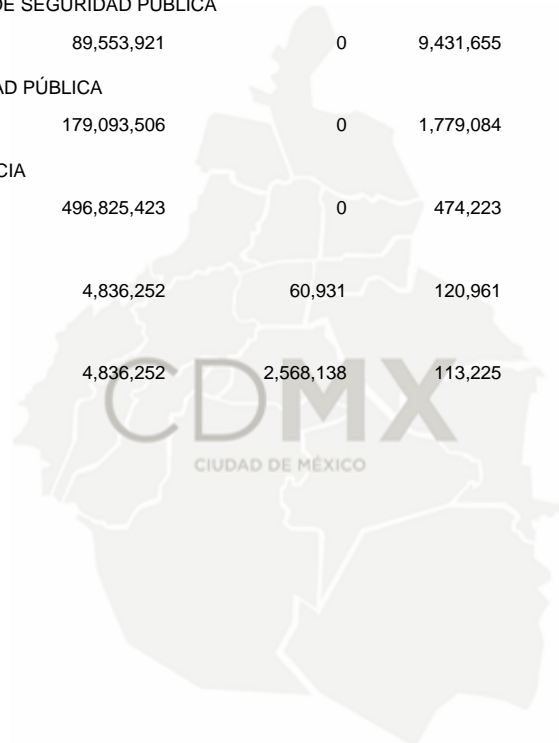 DE SEGURIDAD PÚBLICA
89,553,921 0 9,431,655
AD PÚBLICA
179,093,506 0 1,779,084
CIA
496,825,423 0 474,223
4,836,252 60,931 120,961
4,836,252 2,568,138 113,225
CDMX
CIUDAD DE MÉXICO